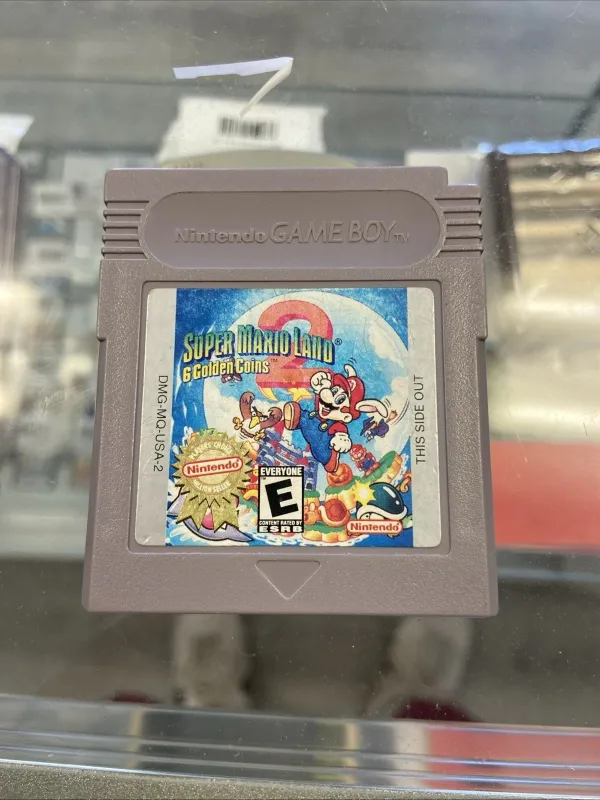 Nintendo GAME BOY TM
2
SUPER MARIO LAND®
6 Golden Coins™
DMG-MQ-USA-2
THIS SIDE OUT
Nintendo
EVERYONE
E
CONTENT RATED BY
ESRB
Nintendo